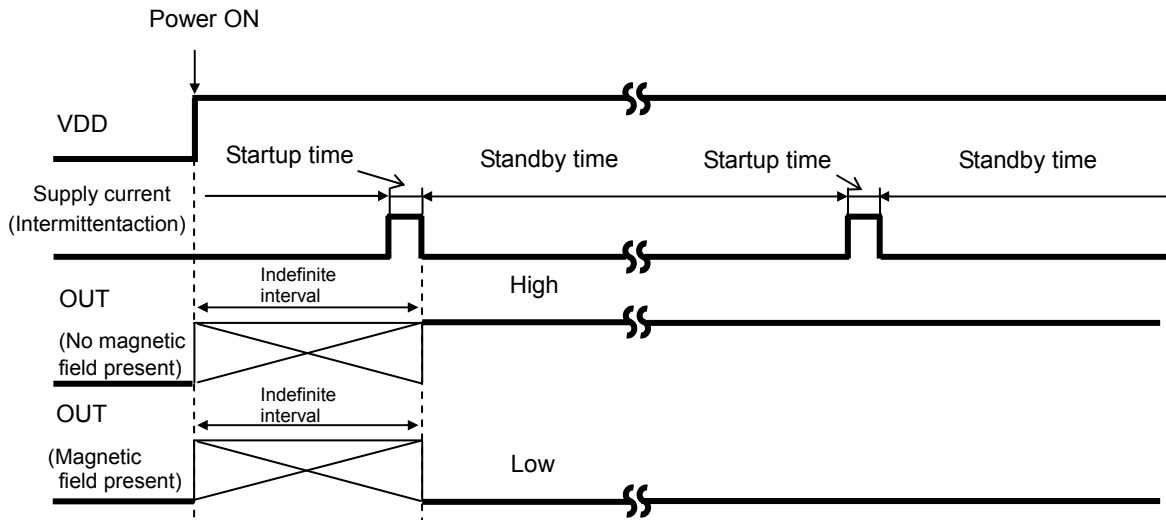 Power ON
VDD
Startup time
Standby time
Startup time
Standby time
Supply current
(Intermittentaction)
Indefinite
interval
High
OUT
(No magnetic
field present)
Indefinite
interval
OUT
(Magnetic
field present)
Low